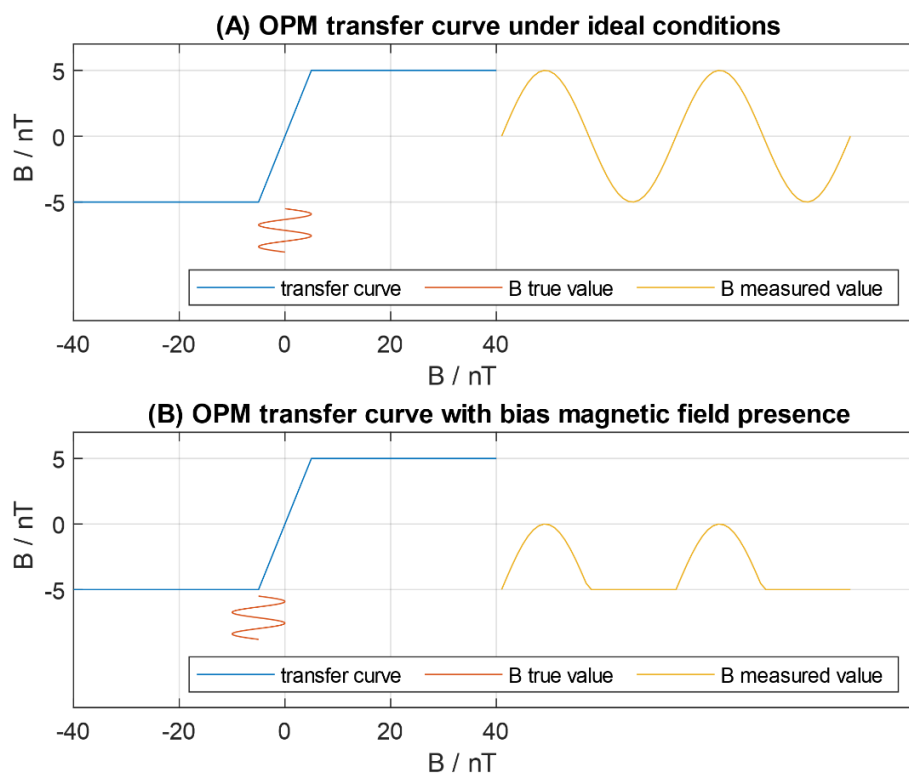 (A) OPM transfer curve under ideal conditions
B / nT
5
0
-5
transfer curve B true value B measured value
-40 -20 0 20 40
B / nT
(B) OPM transfer curve with bias magnetic field presence
B / nT
5
0
-5
transfer curve B true value B measured value
-40 -20 0 20 40
B / nT